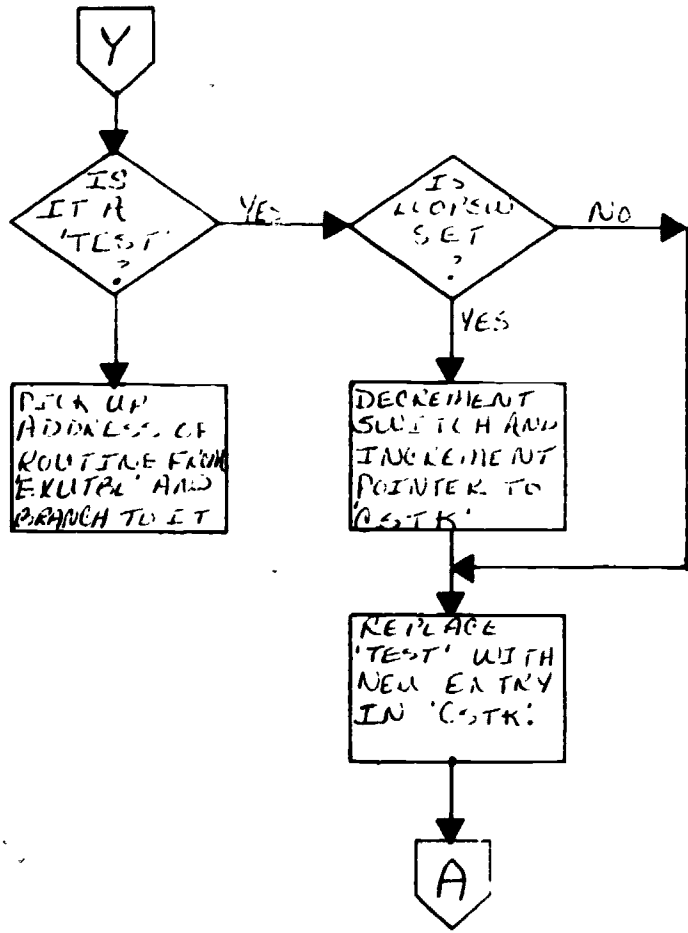 Y
IS
IT A
'TEST'
?
YES
IS
LOOPSW
SET
?
NO
YES
PICK UP
ADDRESS OF
ROUTINE FROM
'EXUTBL' AND
BRANCH TO IT
DECREMENT
SWITCH AND
INCREMENT
POINTER TO
'CSTK'
REPLACE
'TEST' WITH
NEW ENTRY
IN 'CSTK'.
A